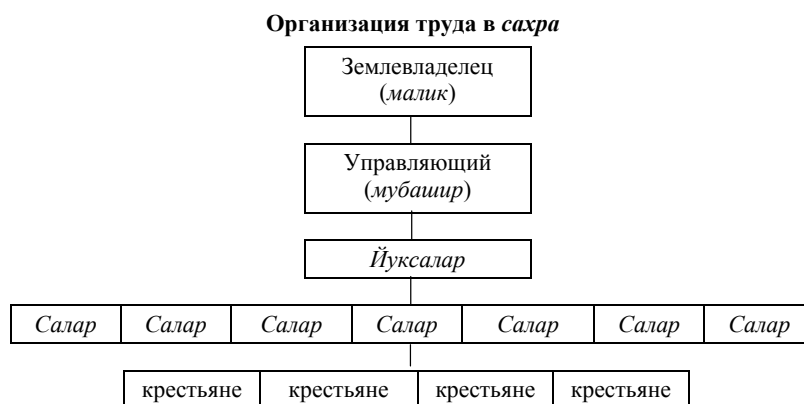 Организация труда в сахра
Землевладелец
(малик)
Управляющий
(мубашир)
Йуксалар
Салар Салар Салар Салар Салар Салар Салар
крестьяне крестьяне крестьяне крестьяне